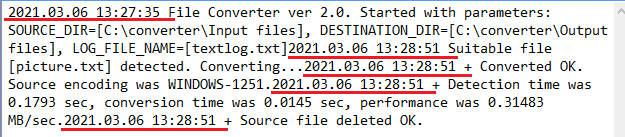 2021.03.06 13:27:35 File Converter ver 2.0. Started with parameters:
SOURCE_DIR=[C:\converter\Input files], DESTINATION_DIR=[C:\converter\Output
files], LOG_FILE_NAME=[textlog.txt]2021.03.06 13:28:51 Suitable file
[picture.txt] detected. Converting...2021.03.06 13:28:51 + Converted OK.
Source encoding was WINDOWS-1251.2021.03.06 13:28:51 + Detection time was
0.1793 sec, conversion time was 0.0145 sec, performance was 0.31483
MB/sec.2021.03.06 13:28:51 + Source file deleted OK.